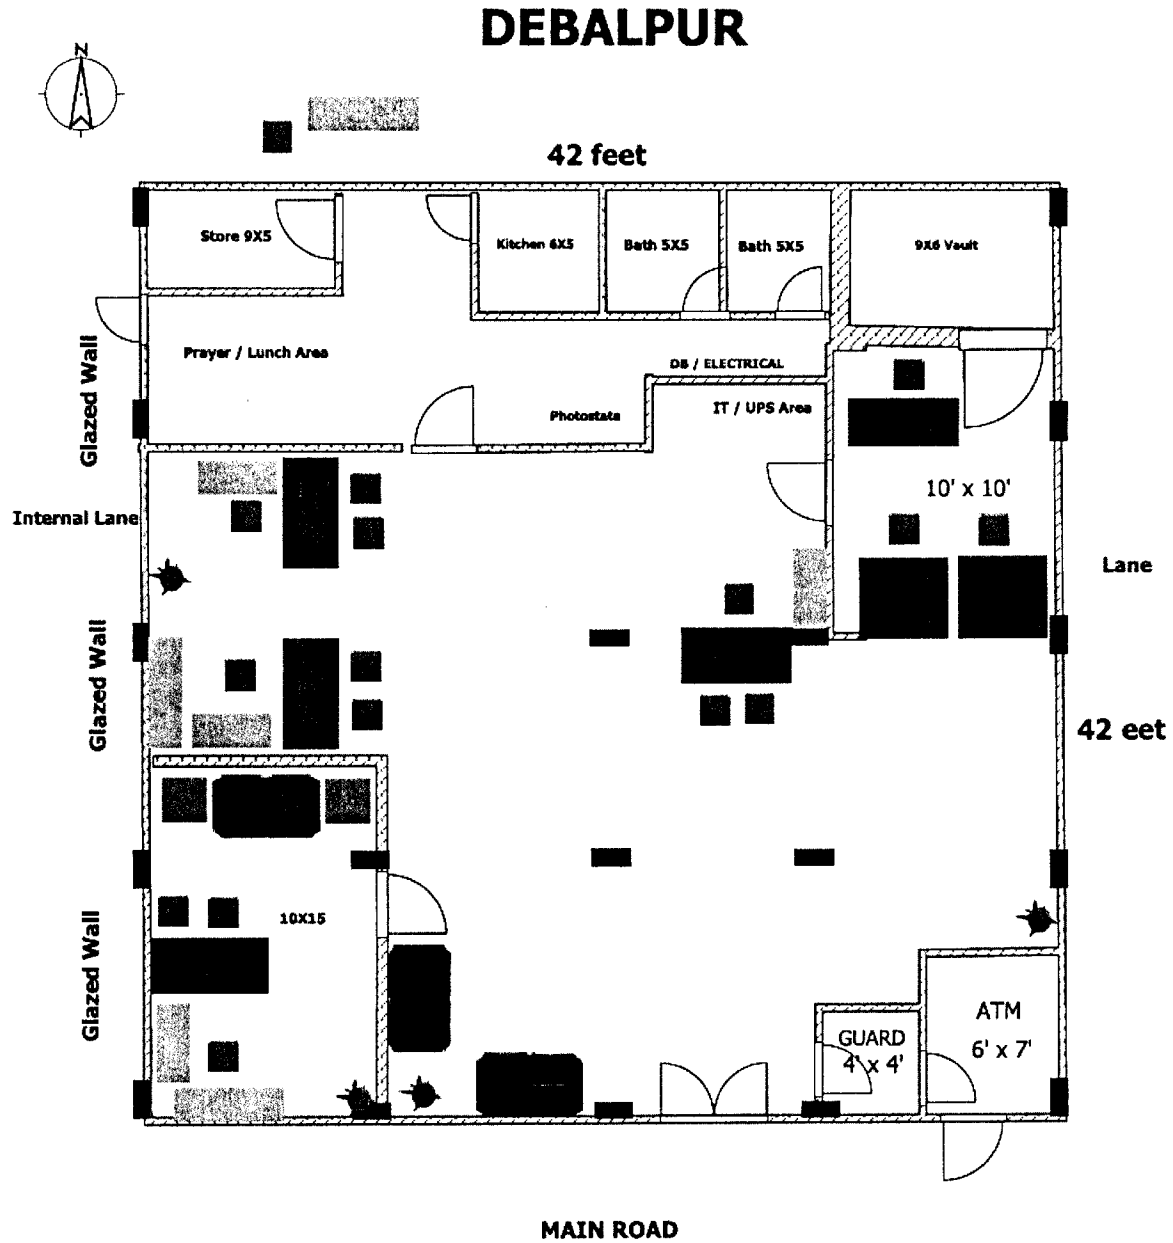 DEBALPUR
N
42 feet
Store 9X5
Kitchen 6X5
Bath 5X5
Bath 5X5
9X6 Vault
Prayer / Lunch Area
DB / ELECTRICAL
Photostate
IT / UPS Area
Glazed Wall
10' x 10'
Internal Lane
Lane
Glazed Wall
42 eet
10X15
Glazed Wall
ATM
6' x 7'
GUARD
4' x 4'
MAIN ROAD